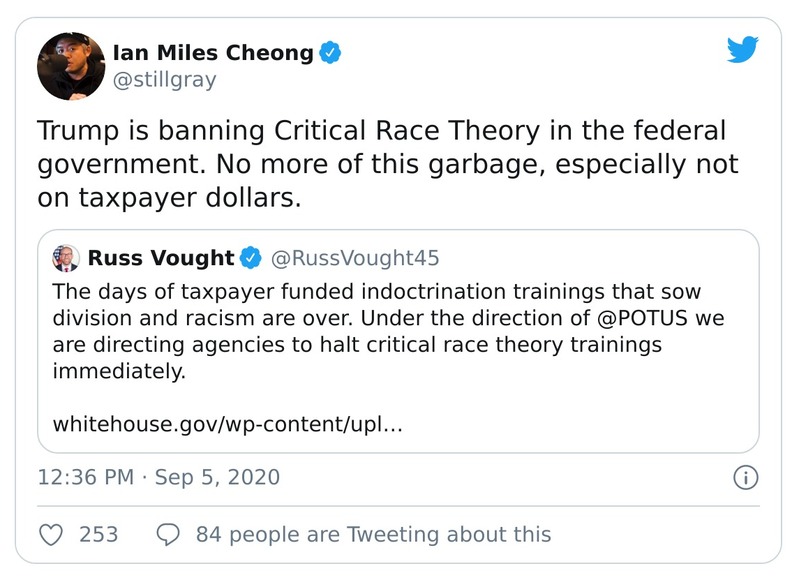 Ian Miles Cheong
@stillgray
Trump is banning Critical Race Theory in the federal
government. No more of this garbage, especially not
on taxpayer dollars.
Russ Vought @RussVought45
The days of taxpayer funded indoctrination trainings that sow
division and racism are over. Under the direction of @POTUS we
are directing agencies to halt critical race theory trainings
immediately.
whitehouse.gov/wp-content/upl…
12:36 PM · Sep 5, 2020
253 84 people are Tweeting about this